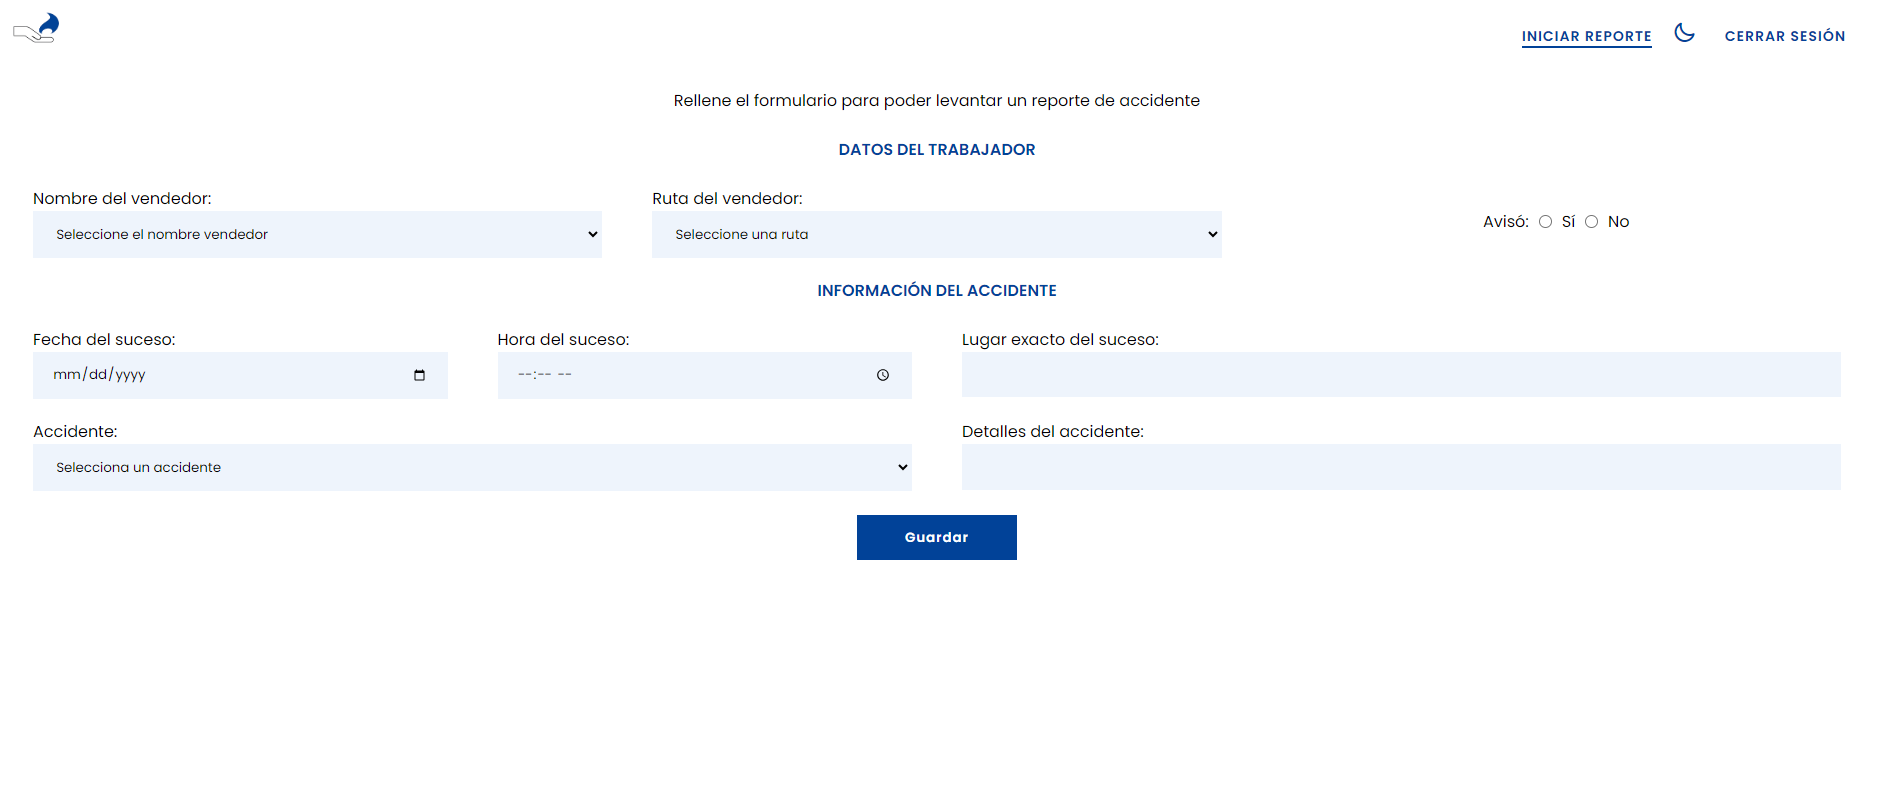 INICIAR REPORTE CERRAR SESIÓN
Rellene el formulario para poder levantar un reporte de accidente
DATOS DEL TRABAJADOR
Nombre del vendedor: Ruta del vendedor:
Avisó: Sí No
Seleccione el nombre vendedor Seleccione una ruta
INFORMACIÓN DEL ACCIDENTE
Fecha del suceso: Hora del suceso: Lugar exacto del suceso:
mm/dd/yyyy --:-- --
Accidente: Detalles del accidente:
Selecciona un accidente
Guardar